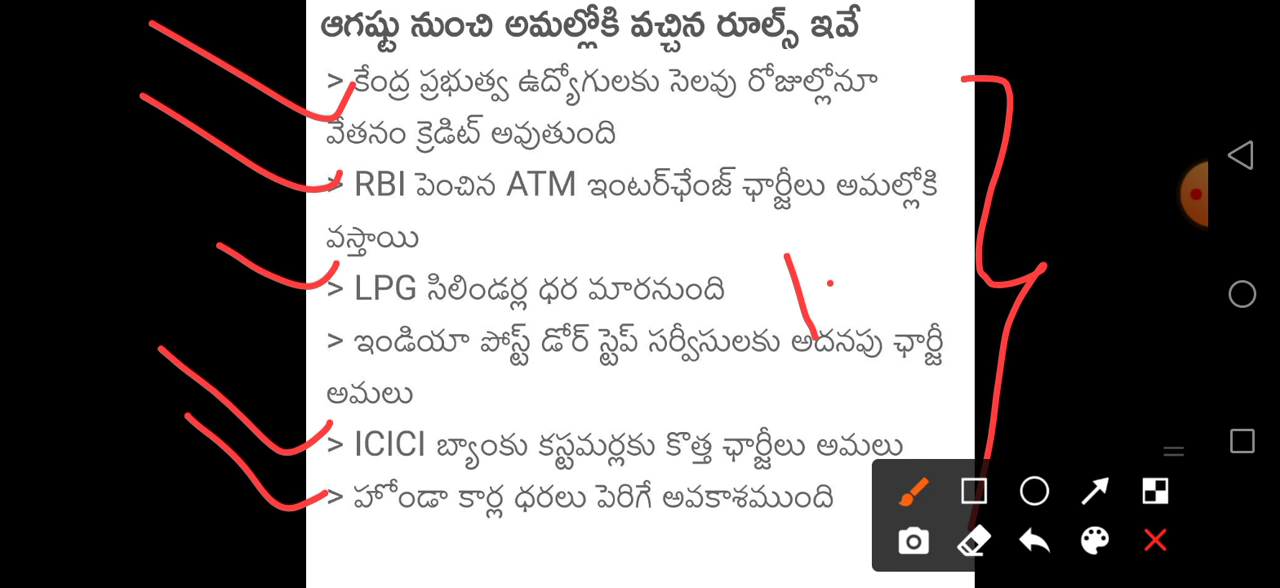 ఆగష్టు నుంచి అమల్లోకి వచ్చిన రూల్స్ ఇవే
> కేంద్ర ప్రభుత్వ ఉద్యోగులకు సెలవు రోజుల్లోనూ
వేతనం క్రెడిట్ అవుతుంది
> RBI పెంచిన ATM ఇంటర్‌ఛేంజ్ ఛార్జీలు అమల్లోకి
వస్తాయి
> LPG సిలిండర్ల ధర మారనుంది
> ఇండియా పోస్ట్ డోర్ స్టెప్ సర్వీసులకు అదనపు ఛార్జీ
అమలు
> ICICI బ్యాంకు కస్టమర్లకు కొత్త ఛార్జీలు అమలు
> హోండా కార్ల ధరలు పెరిగే అవకాశముంది